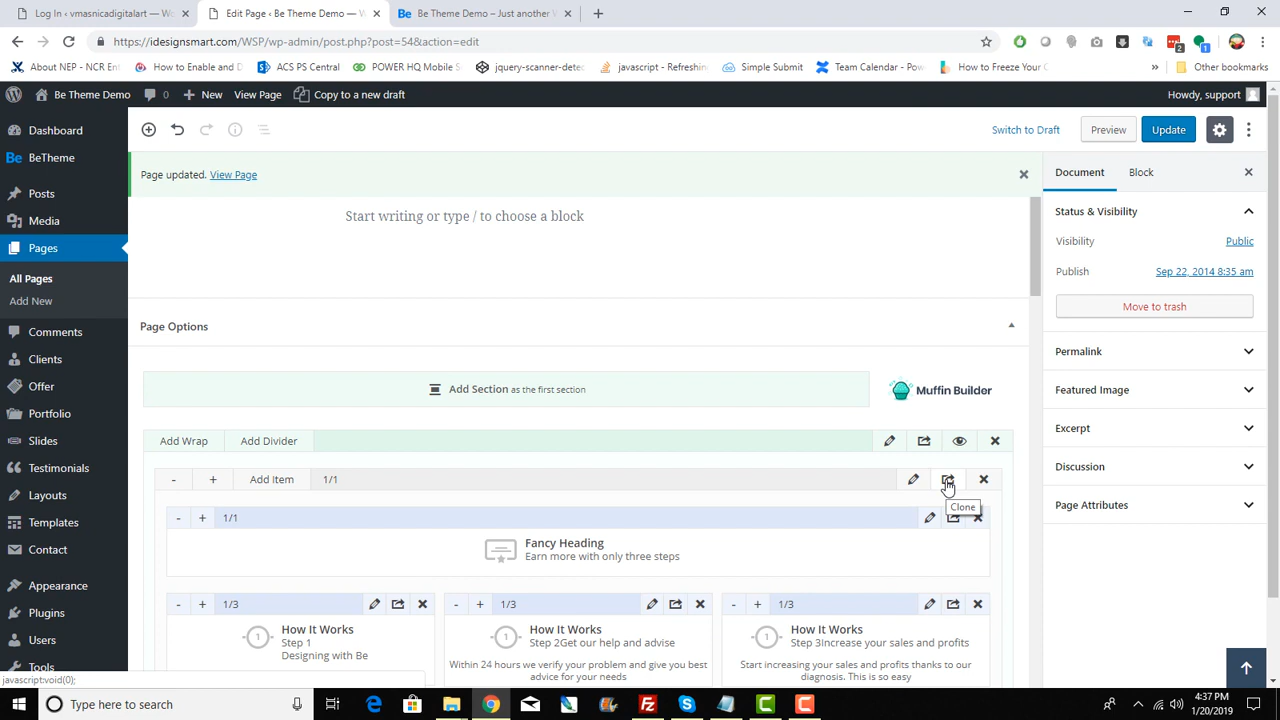 Log In ‹ vmasnicadigitalart — Wo
Edit Page ‹ Be Theme Demo — W
Be Be Theme Demo – Just another W
https://idesignsmart.com/WSP/wp-admin/post.php?post=54&action=edit
2
1
About NEP - NCR Ent
How to Enable and D
ACS PS Central
POWER HQ Mobile S
jquery-scanner-detec
javascript - Refreshing
Simple Submit
Team Calendar - Pow
How to Freeze Your C
»
Other bookmarks
Be Theme Demo
0
New
View Page
Copy to a new draft
Howdy, support
Dashboard
Be BeTheme
Posts
Media
Pages
All Pages
Add New
Comments
Clients
Offer
Portfolio
Slides
Testimonials
Layouts
Templates
Contact
Appearance
Plugins
Users
Tools
Switch to Draft
Preview
Update
Page updated. View Page
Start writing or type / to choose a block
Page Options
Add Section as the first section
Muffin Builder
Add Wrap
Add Divider
- + Add Item 1/1
Clone
- + 1/1
Fancy Heading
Earn more with only three steps
- + 1/3
How It Works
Step 1
Designing with Be
- + 1/3
How It Works
Step 2Get our help and advise
Within 24 hours we verify your problem and give you best
advice for your needs
- + 1/3
How It Works
Step 3Increase your sales and profits
Start increasing your sales and profits thanks to our
diagnosis. This is so easy
Document
Block
Status & Visibility
Visibility
Public
Publish
Sep 22, 2014 8:35 am
Move to trash
Permalink
Featured Image
Excerpt
Discussion
Page Attributes
javascript:void(0);
Type here to search
4:37 PM
1/20/2019